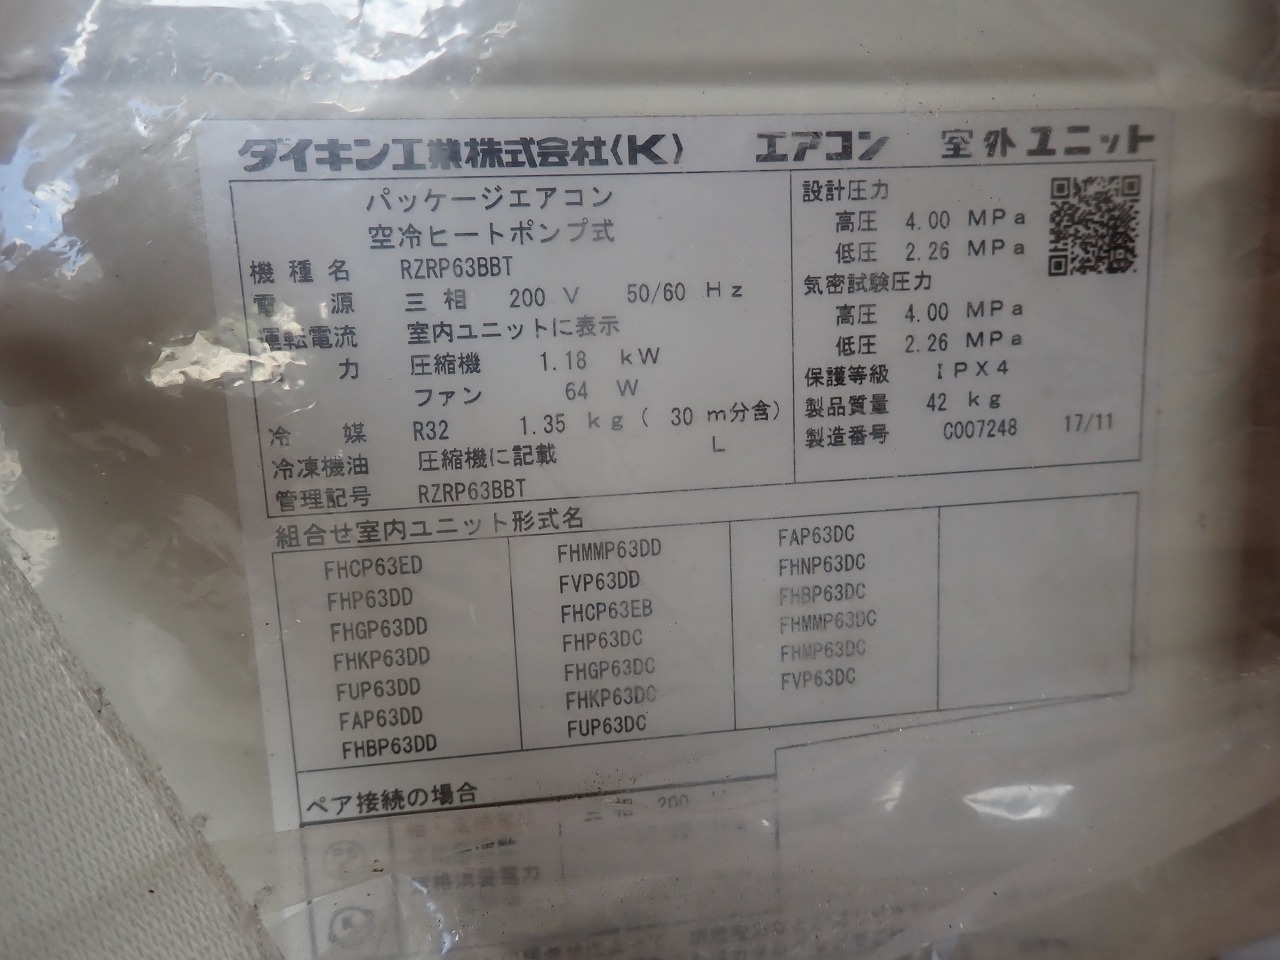 ダイキン工業株式会社〈K〉 エアコン 室外ユニット
パッケージエアコン
空冷ヒートポンプ式
機種名 RZRP63BBT
電源 三相 200 V 50/60 Hz
運転電流 室内ユニットに表示
力 圧縮機 1.18 kW
ファン 64 W
冷媒 R32 1.35 kg ( 30 m分含)
冷凍機油 圧縮機に記載 L
管理記号 RZRP63BBT
設計圧力
高圧 4.00 MPa
低圧 2.26 MPa
気密試験圧力
高圧 4.00 MPa
低圧 2.26 MPa
保護等級 IPX4
製品質量 42 kg
製造番号 C007248 17/11
組合せ室内ユニット形式名
FHCP63ED
FHP63DD
FHGP63DD
FHKP63DD
FUP63DD
FAP63DD
FHBP63DD
FHMMP63DD
FVP63DD
FHCP63EB
FHP63DC
FHGP63DC
FHKP63DC
FUP63DC
FAP63DC
FHNP63DC
FHBP63DC
FHMMP63DC
FHMP63DC
FVP63DC
ペア接続の場合
三相 200 V